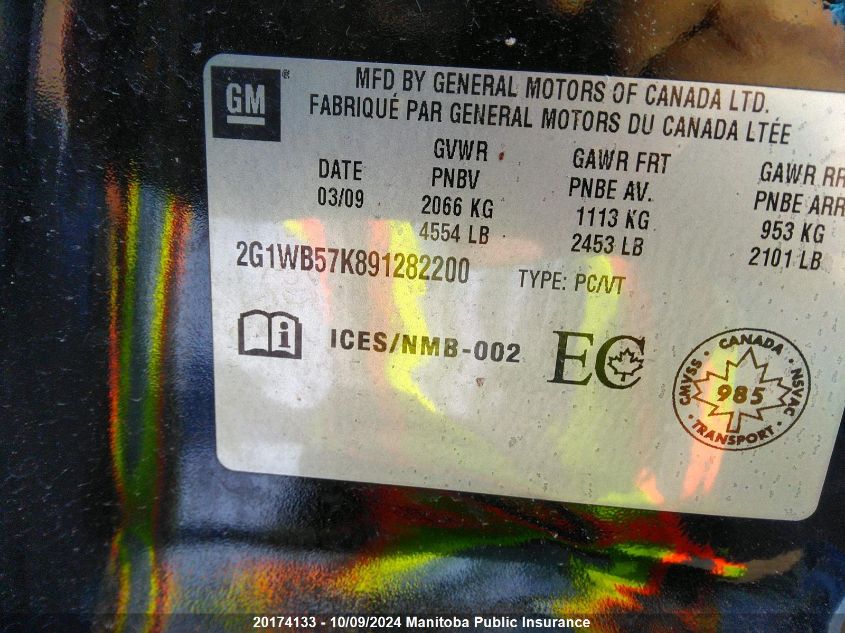 GM
MFD BY GENERAL MOTORS OF CANADA LTD.
FABRIQUÉ PAR GENERAL MOTORS DU CANADA LTÉE
DATE
03/09
GVWR
PNBV
2066 KG
4554 LB
GAWR FRT
PNBE AV.
1113 KG
2453 LB
GAWR RR
PNBE ARR
953 KG
2101 LB
2G1WB57K891282200
TYPE: PC/VT
ICES/NMB-002
EC
CMVSS • CANADA • NSVAC
985
• TRANSPORT •
20174133 - 10/09/2024 Manitoba Public Insurance